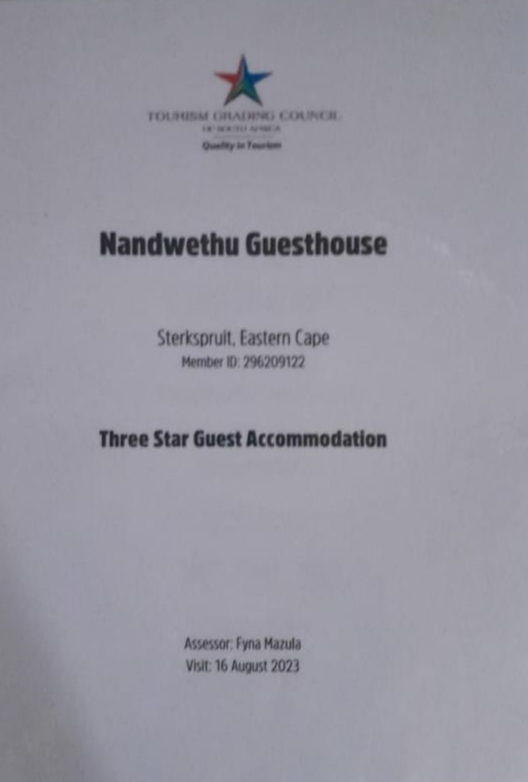 TOURISM GRADING COUNCIL
OF SOUTH AFRICA
Quality in Tourism
Nandwethu Guesthouse
Sterkspruit, Eastern Cape
Member ID: 296209122
Three Star Guest Accommodation
Assessor: Fyna Mazula
Visit: 16 August 2023